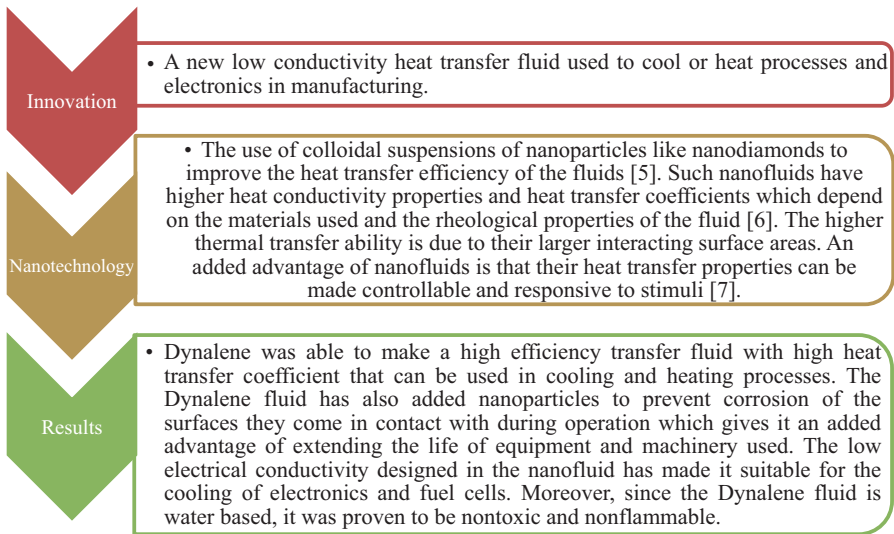 Innovation
• A new low conductivity heat transfer fluid used to cool or heat processes and
electronics in manufacturing.
Nanotechnology
• The use of colloidal suspensions of nanoparticles like nanodiamonds to
improve the heat transfer efficiency of the fluids [5]. Such nanofluids have
higher heat conductivity properties and heat transfer coefficients which depend
on the materials used and the rheological properties of the fluid [6]. The higher
thermal transfer ability is due to their larger interacting surface areas. An
added advantage of nanofluids is that their heat transfer properties can be
made controllable and responsive to stimuli [7].
Results
• Dynalene was able to make a high efficiency transfer fluid with high heat
transfer coefficient that can be used in cooling and heating processes. The
Dynalene fluid has also added nanoparticles to prevent corrosion of the
surfaces they come in contact with during operation which gives it an added
advantage of extending the life of equipment and machinery used. The low
electrical conductivity designed in the nanofluid has made it suitable for the
cooling of electronics and fuel cells. Moreover, since the Dynalene fluid is
water based, it was proven to be nontoxic and nonflammable.